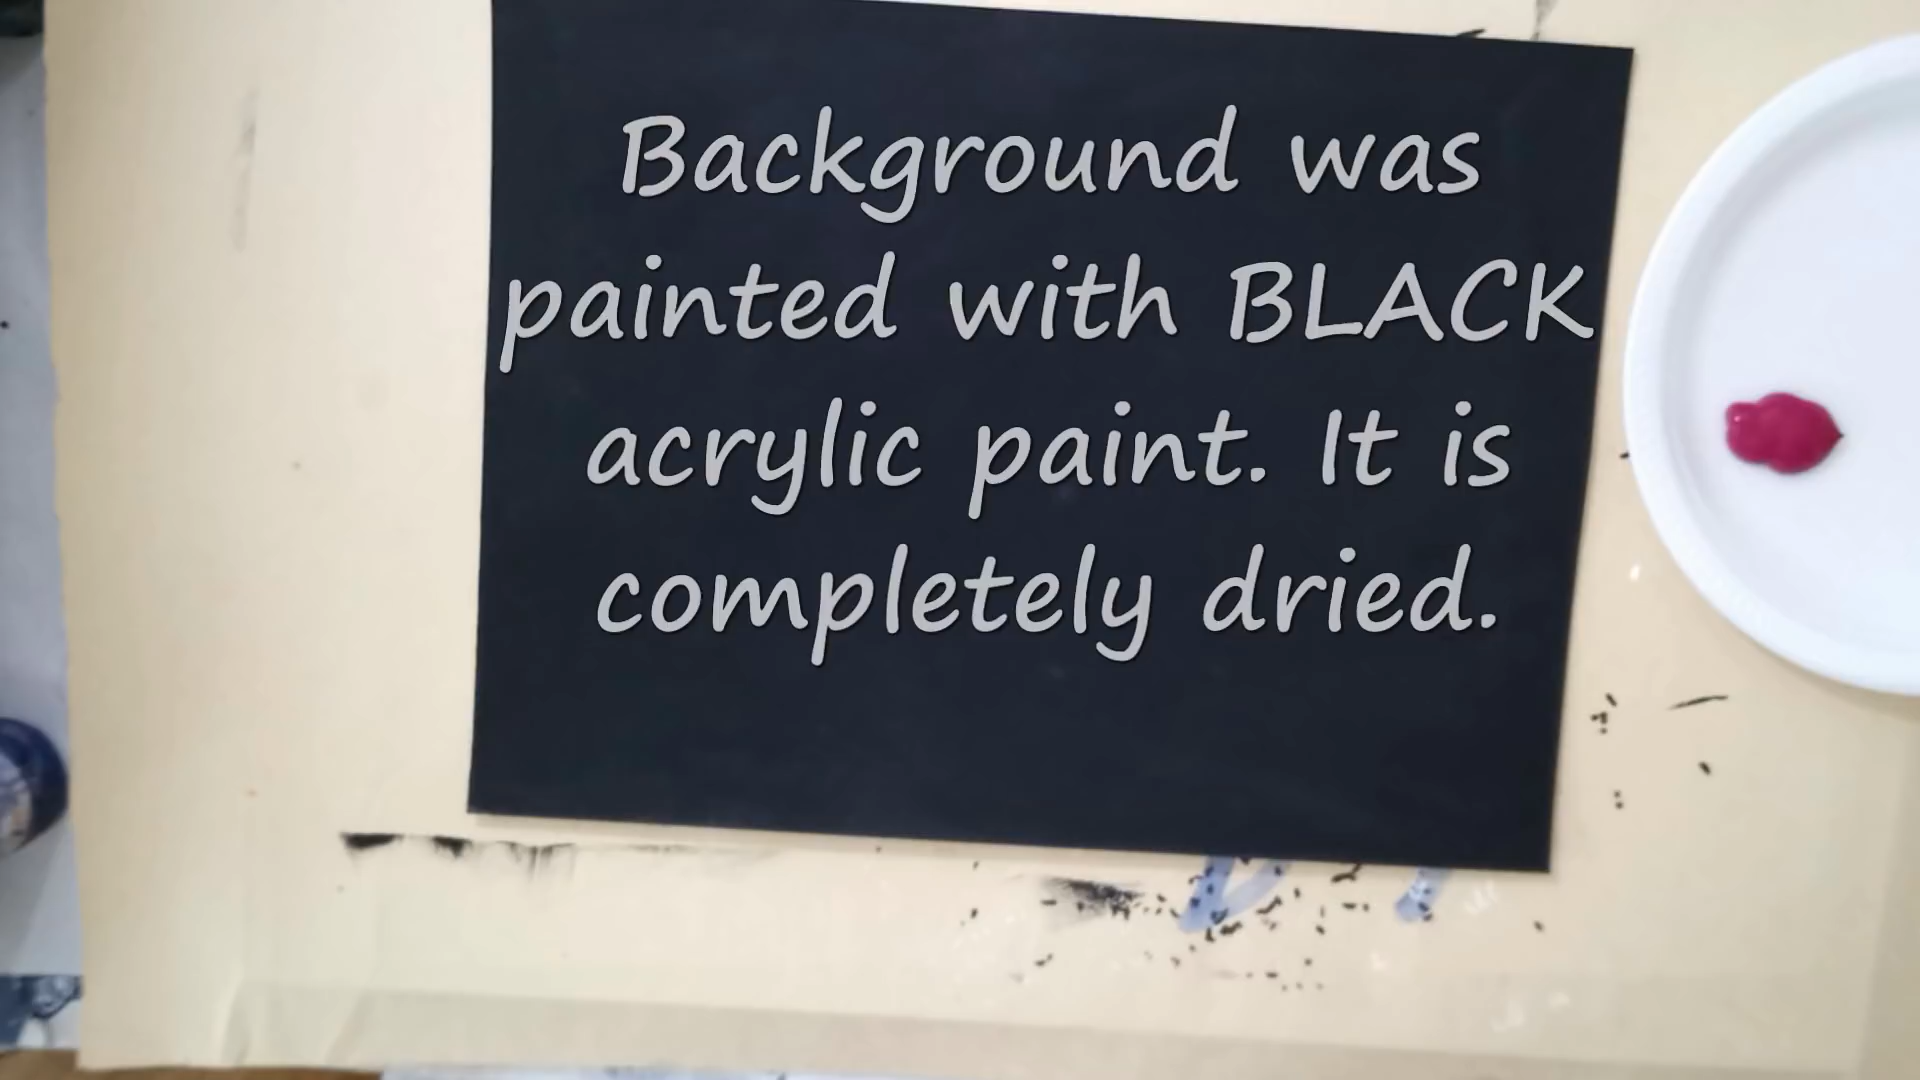 Background was
painted with BLACK
acrylic paint. It is
completely dried.